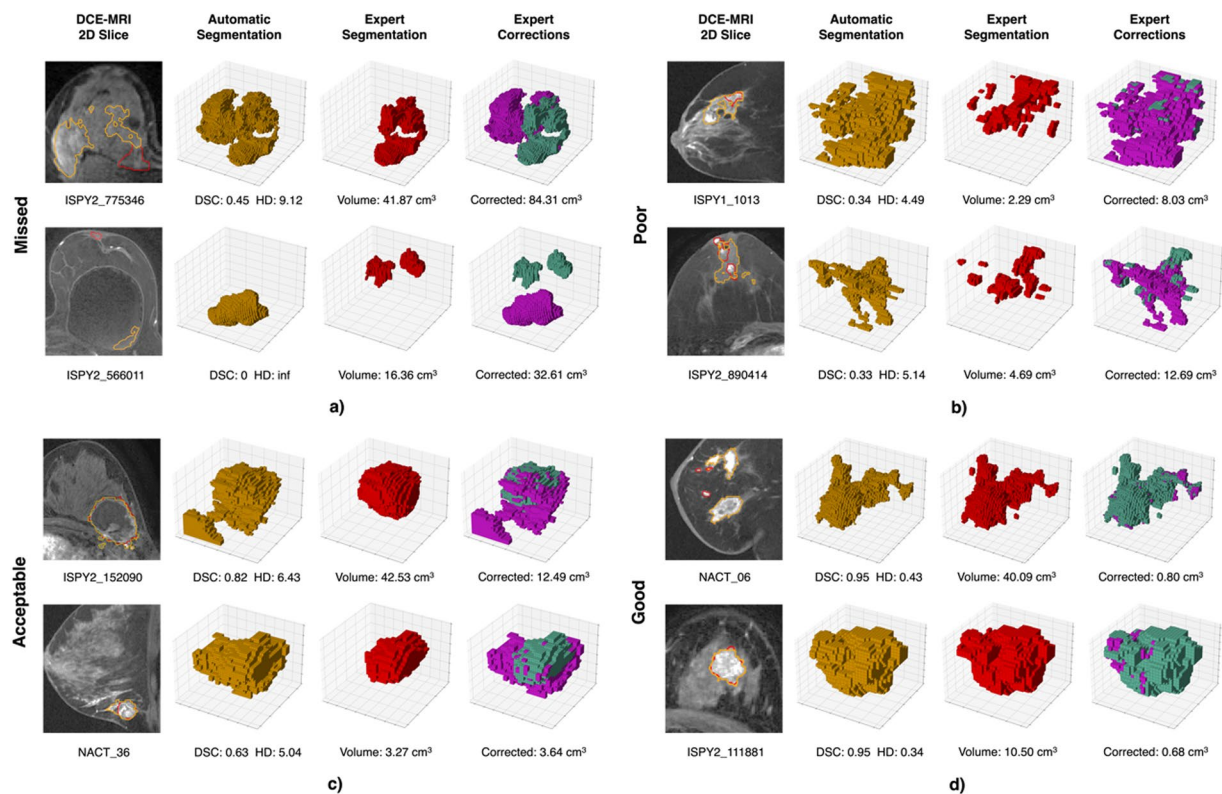 DCE-MRI
2D Slice
Automatic
Segmentation
Expert
Segmentation
Expert
Corrections
Missed
ISPY2_775346
DSC: 0.45 HD: 9.12
Volume: 41.87 cm³
Corrected: 84.31 cm³
ISPY2_566011
DSC: 0 HD: inf
Volume: 16.36 cm³
Corrected: 32.61 cm³
a)
DCE-MRI
2D Slice
Automatic
Segmentation
Expert
Segmentation
Expert
Corrections
Poor
ISPY1_1013
DSC: 0.34 HD: 4.49
Volume: 2.29 cm³
Corrected: 8.03 cm³
ISPY2_890414
DSC: 0.33 HD: 5.14
Volume: 4.69 cm³
Corrected: 12.69 cm³
b)
Acceptable
ISPY2_152090
DSC: 0.82 HD: 6.43
Volume: 42.53 cm³
Corrected: 12.49 cm³
NACT_36
DSC: 0.63 HD: 5.04
Volume: 3.27 cm³
Corrected: 3.64 cm³
c)
Good
NACT_06
DSC: 0.95 HD: 0.43
Volume: 40.09 cm³
Corrected: 0.80 cm³
ISPY2_111881
DSC: 0.95 HD: 0.34
Volume: 10.50 cm³
Corrected: 0.68 cm³
d)